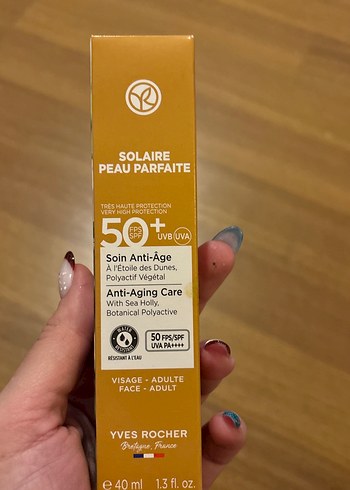 SOLAIRE
PEAU PARFAITE
TRÈS HAUTE PROTECTION
VERY HIGH PROTECTION
50 FPS SPF + UVB UVA
Soin Anti-Âge
À l'Étoile des Dunes,
Polyactif Végétal
Anti-Aging Care
With Sea Holly,
Botanical Polyactive
WATER
RESISTANT
RÉSISTANT À L'EAU
50 FPS/SPF
UVA PA++++
VISAGE - ADULTE
FACE - ADULT
YVES ROCHER
Bretagne, France
e 40 ml 1.3 fl. oz.